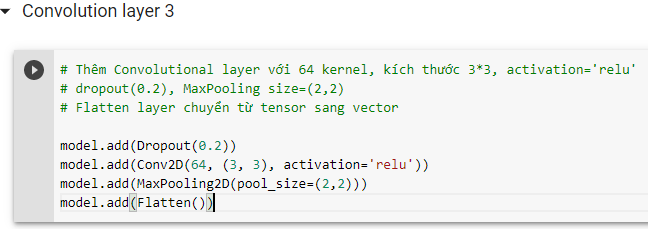 Convolution layer 3
# Thêm Convolutional layer với 64 kernel, kích thước 3*3, activation='relu'
# dropout(0.2), MaxPooling size=(2,2)
# Flatten layer chuyển từ tensor sang vector
model.add(Dropout(0.2))
model.add(Conv2D(64, (3, 3), activation='relu'))
model.add(MaxPooling2D(pool_size=(2,2)))
model.add(Flatten())